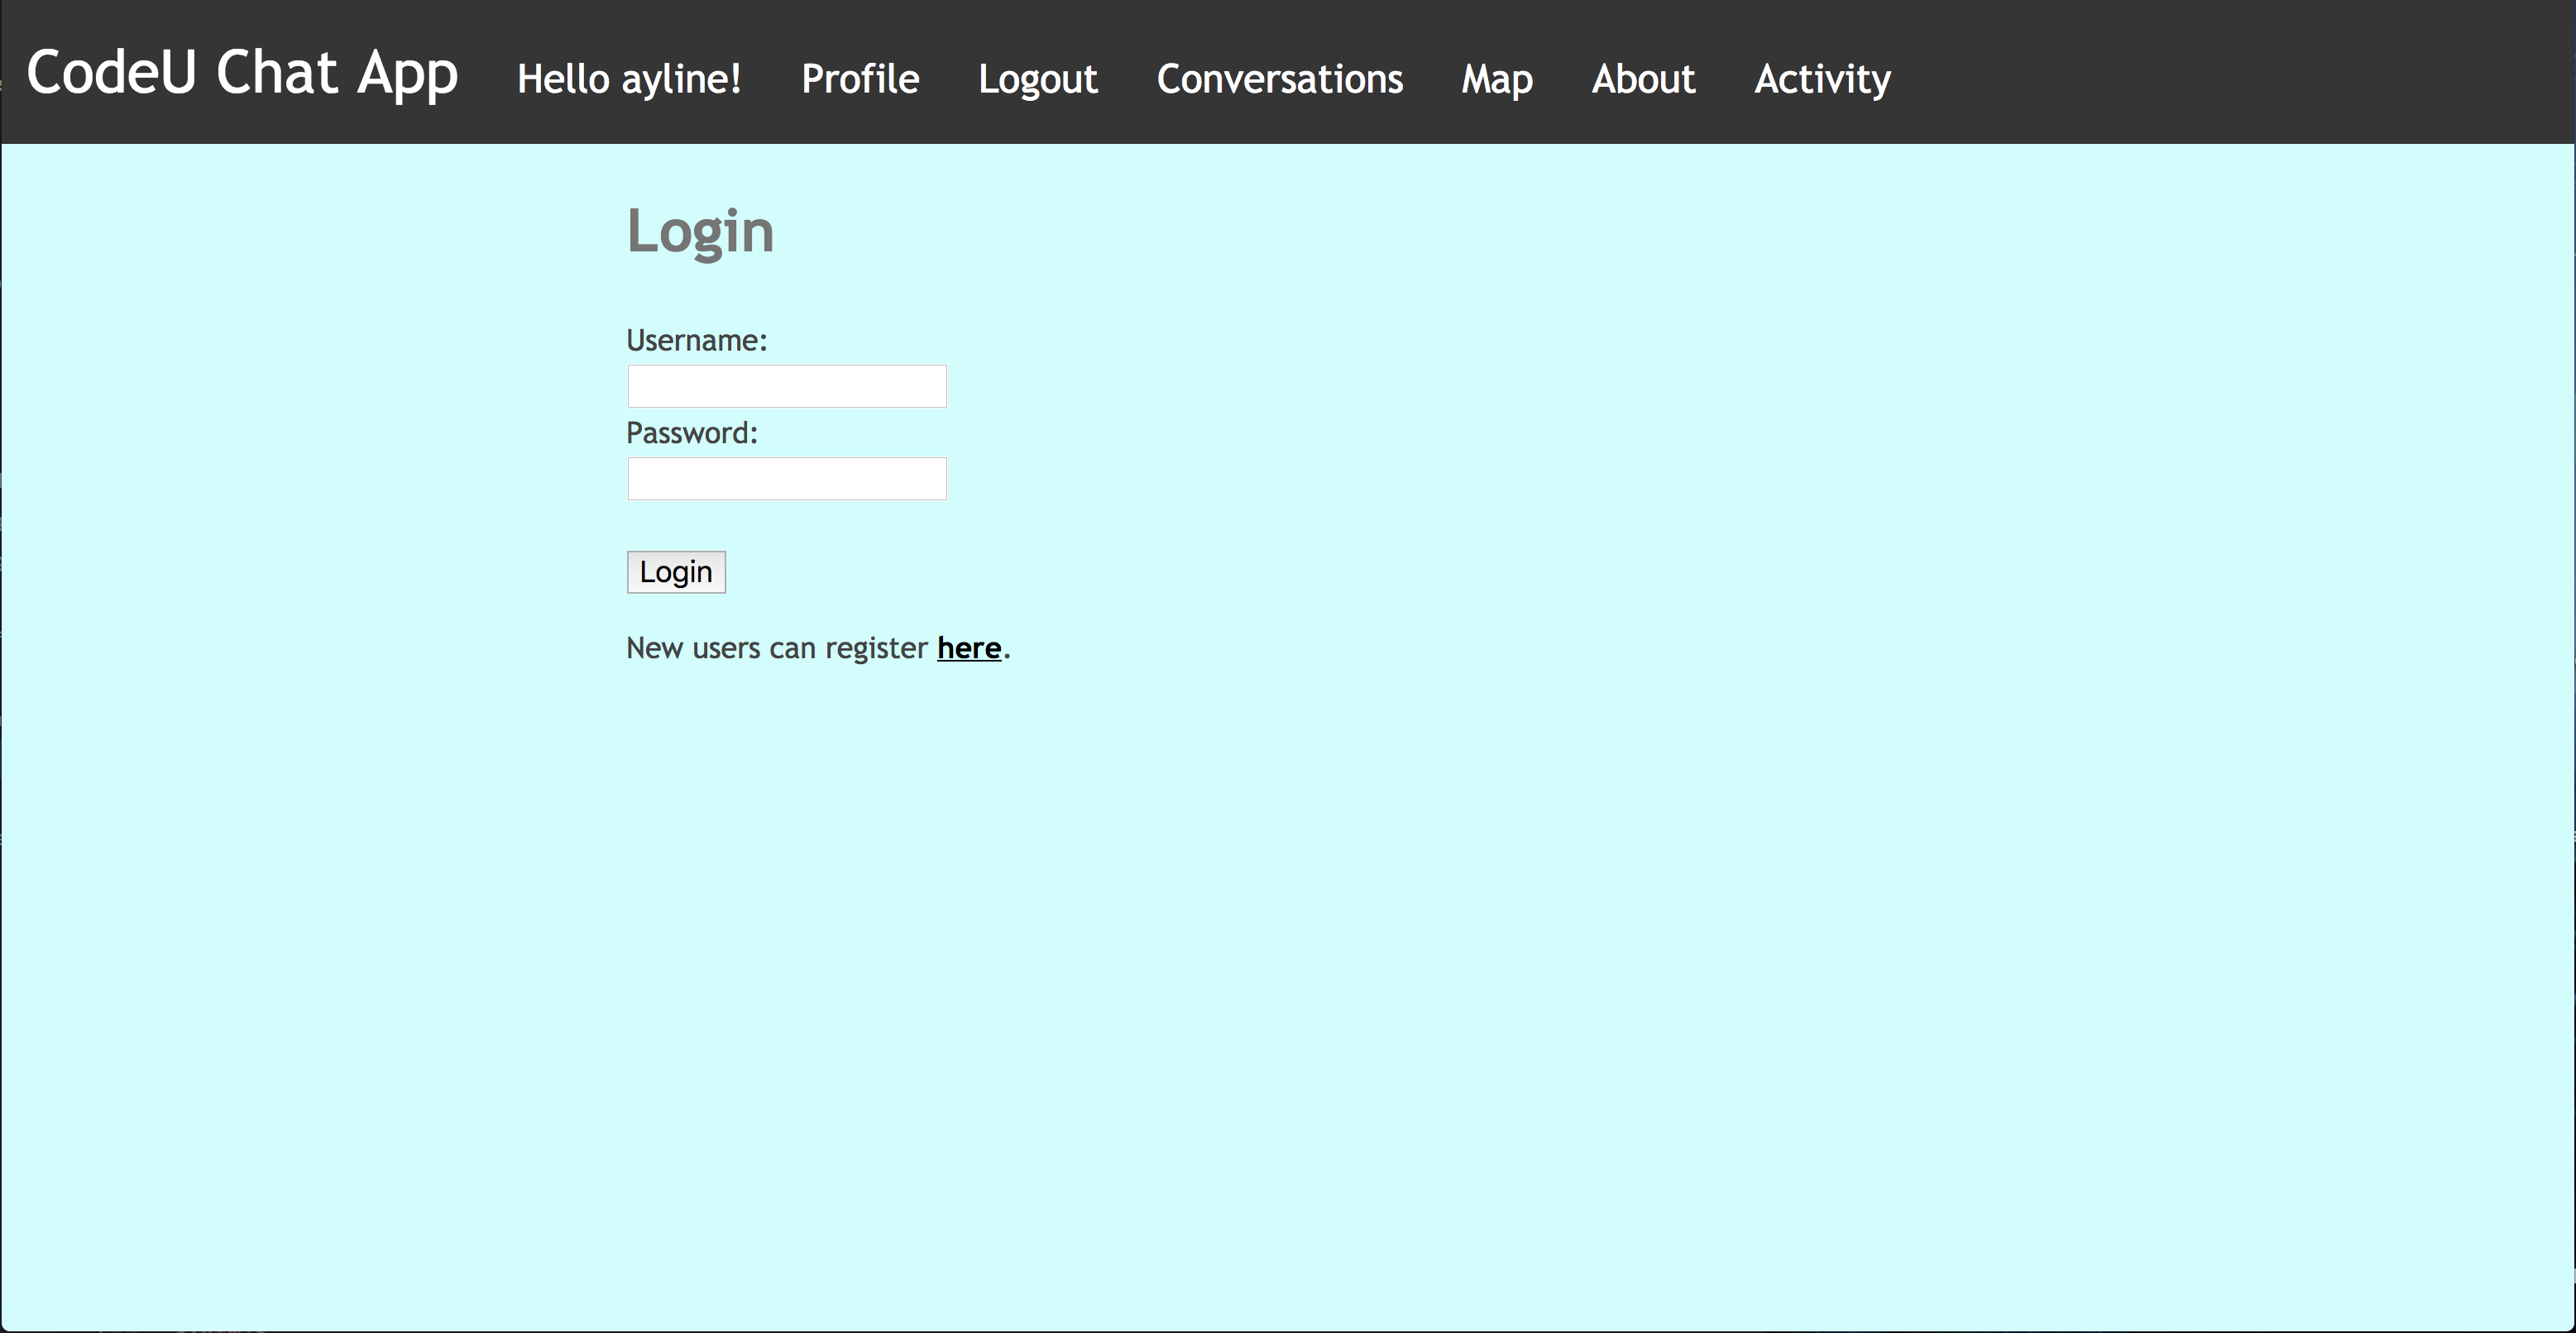 CodeU Chat App Hello ayline! Profile Logout Conversations Map About Activity
Login
Username:
Password:
Login
New users can register here.